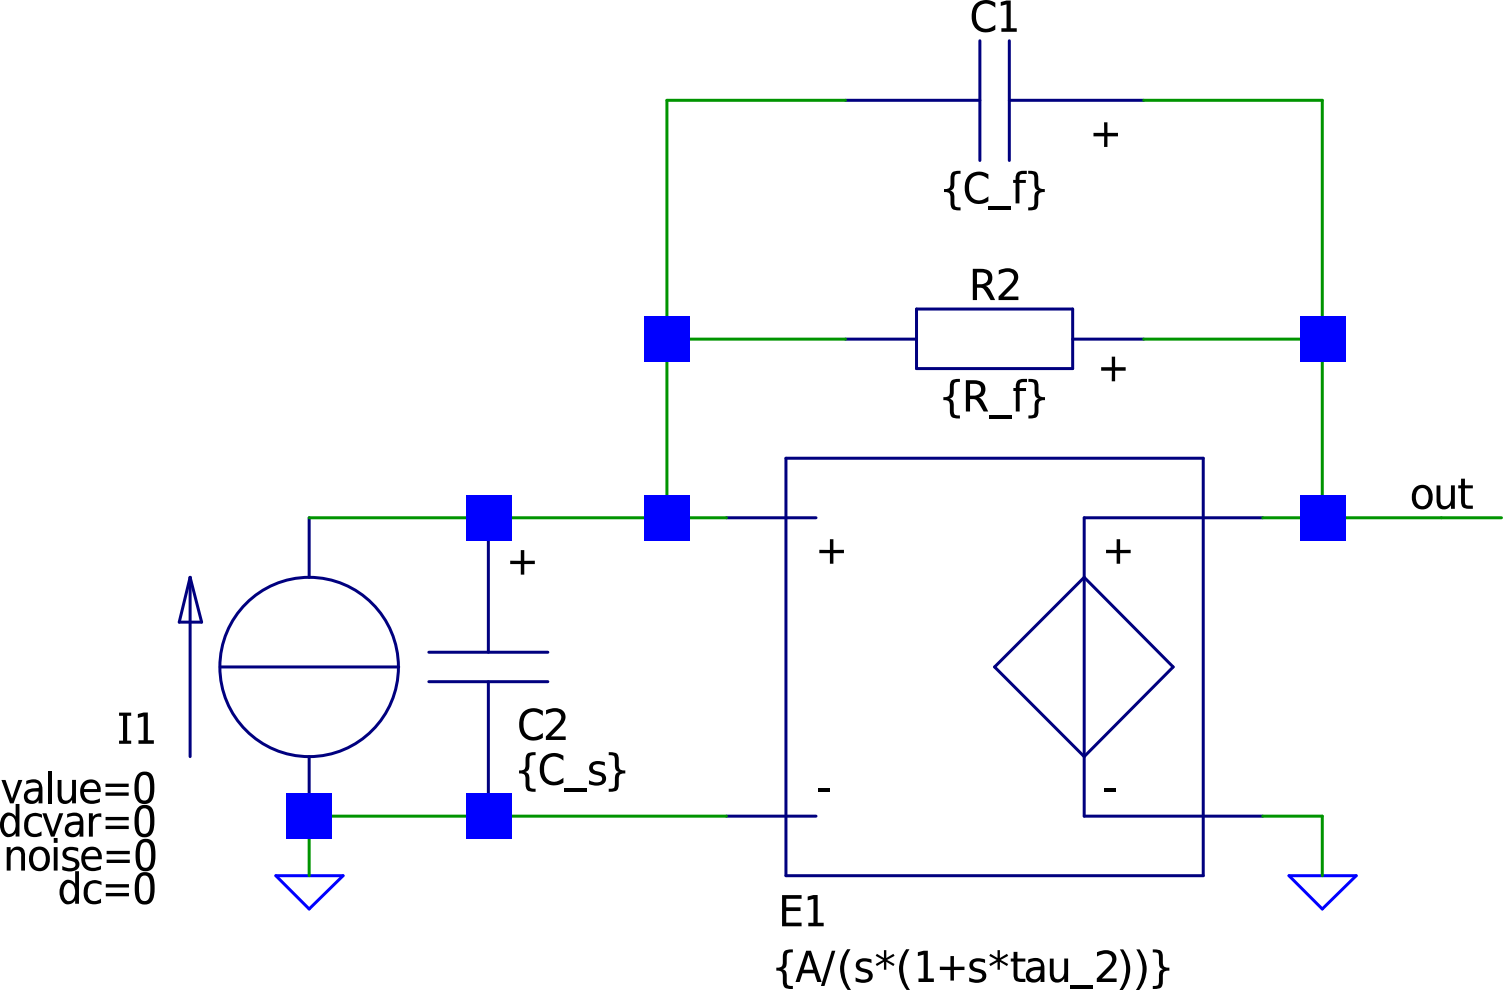 C1
+
{C_f}
R2
+
{R_f}
out
+
+
+
I1
C2
{C_s}
value=0
dcvar=0
noise=0
dc=0
-
-
E1
{A/(s*(1+s*tau_2))}